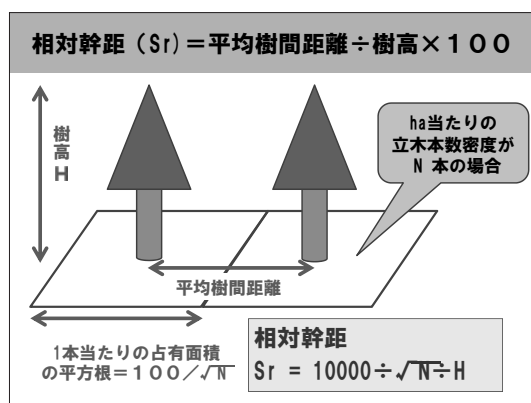 相対幹距（Sr）＝平均樹間距離÷樹高×１００
樹高
H
ha当たりの
立木本数密度が
N 本の場合
平均樹間距離
1本当たりの占有面積
の平方根＝１００／√N
相対幹距
Sr = 10000÷√N÷H